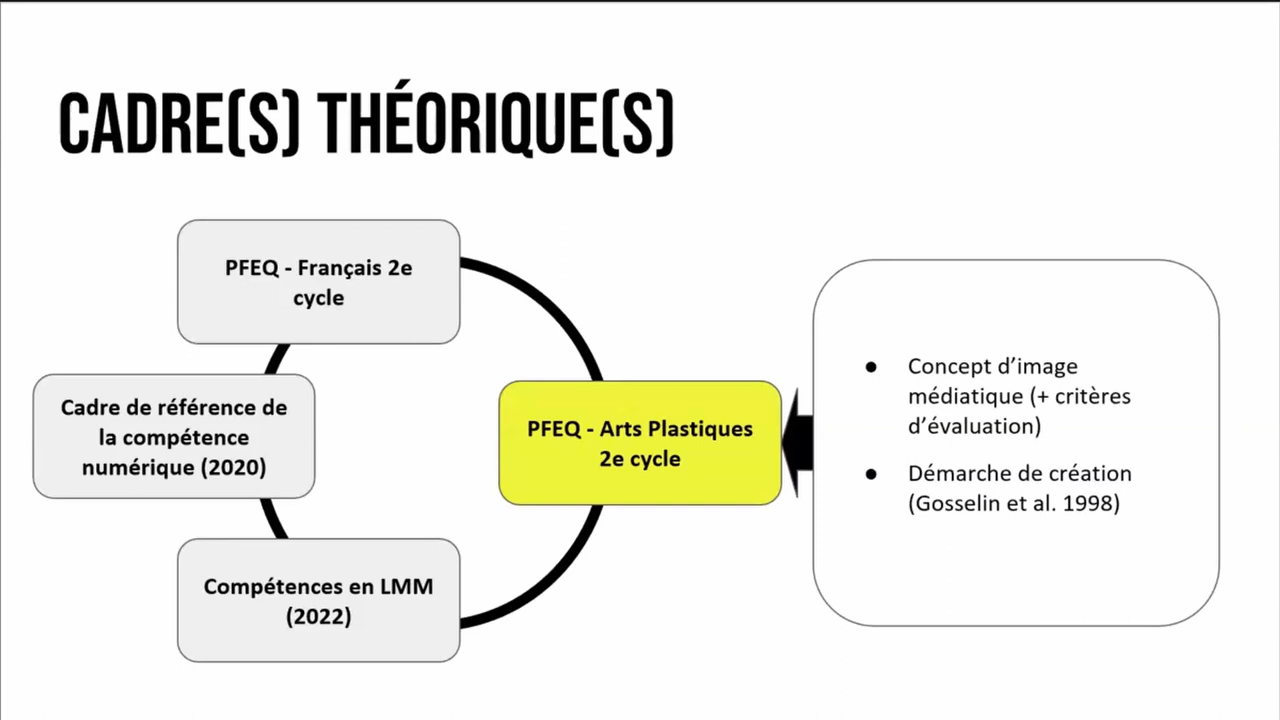 CADRE(S) THÉORIQUE(S)
PFEQ - Français 2e
cycle
Cadre de référence de
la compétence
numérique (2020)
Compétences en LMM
(2022)
PFEQ - Arts Plastiques
2e cycle
● Concept d’image
médiatique (+ critères
d’évaluation)
● Démarche de création
(Gosselin et al. 1998)